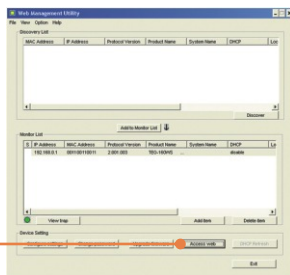 Web Management Utility
File View Option Help
Discovery List
MAC Address IP Address Protocol Version Product Name System Name DHCP Loc
Discover
Add to Monitor List
Monitor List
S IP Address MAC Address Protocol Version Product Name System Name DHCP Lo
192.168.0.1 001100110011 2.001.003 TEG-160WS ... disable
View trap Add item Delete item
Device Setting
Access web
Exit